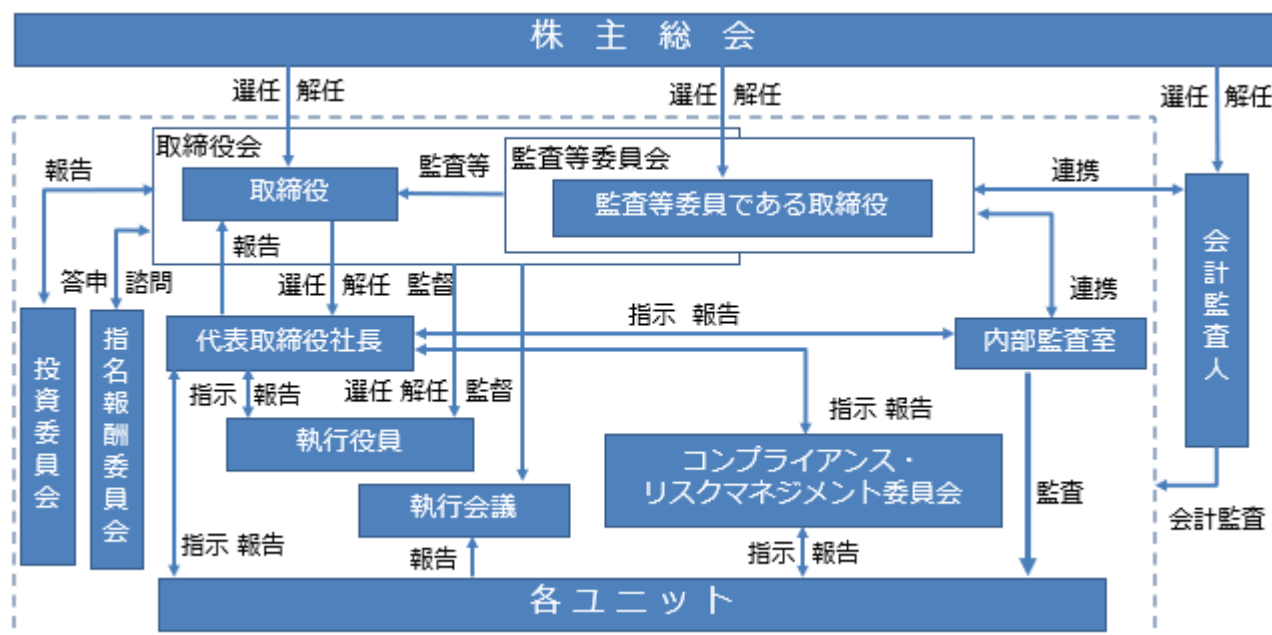 株 主 総 会
選任 解任
選任 解任
選任 解任
取締役会
監査等委員会
報告
取締役
監査等
監査等委員である取締役
連携
報告
答申 諮問
選任 解任 監督
連携
会計監査人
投資委員会
指名報酬委員会
代表取締役社長
指示 報告
内部監査室
指示 報告
選任 解任 監督
指示 報告
執行役員
コンプライアンス・
リスクマネジメント委員会
執行会議
監査
会計監査
指示 報告
報告
指示 報告
各 ユ ニ ッ ト